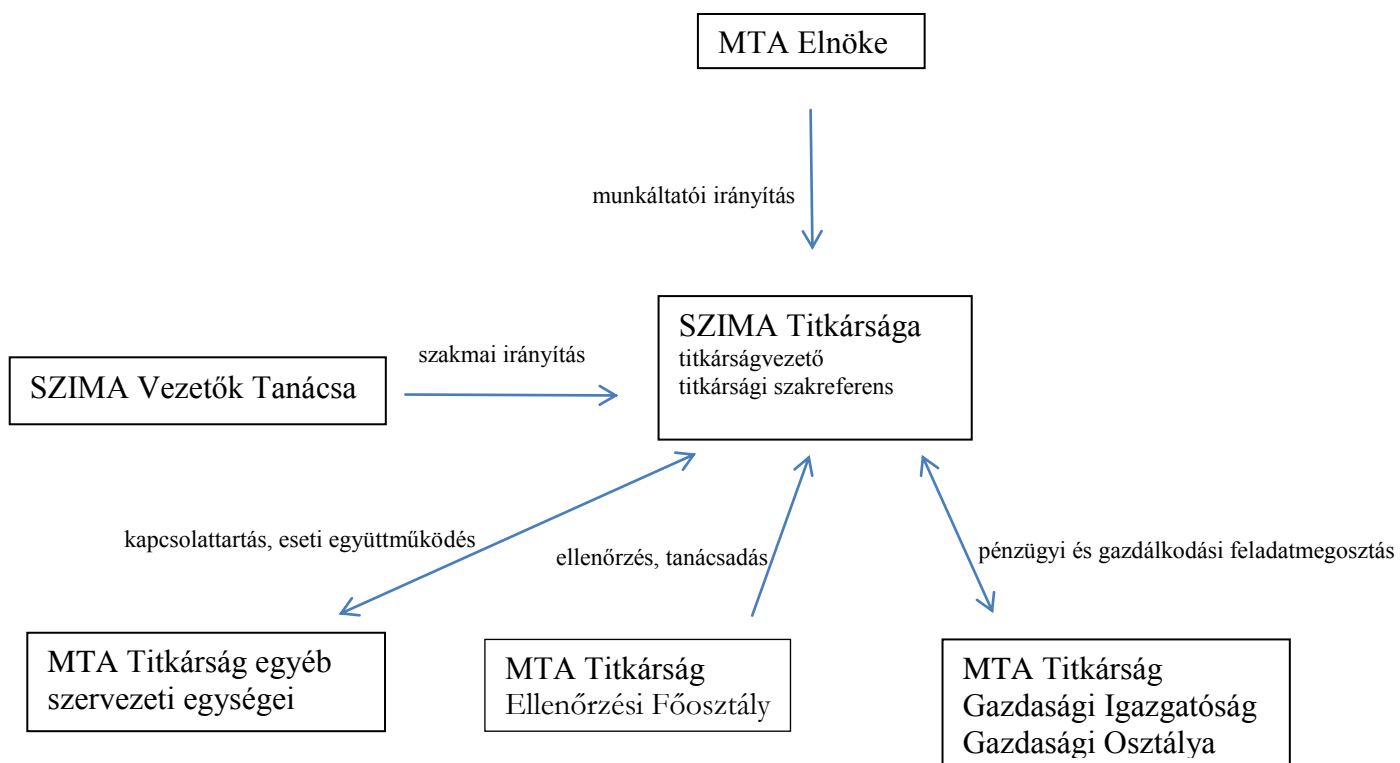 MTA Elnöke
munkáltatói irányítás
SZIMA Titkársága
titkárságvezető
titkársági szakreferens
szakmai irányítás
SZIMA Vezetők Tanácsa
kapcsolattartás, eseti együttműködés
ellenőrzés, tanácsadás
pénzügyi és gazdálkodási feladatmegosztás
MTA Titkárság egyéb
szervezeti egységei
MTA Titkárság
Ellenőrzési Főosztály
MTA Titkárság
Gazdasági Igazgatóság
Gazdasági Osztálya